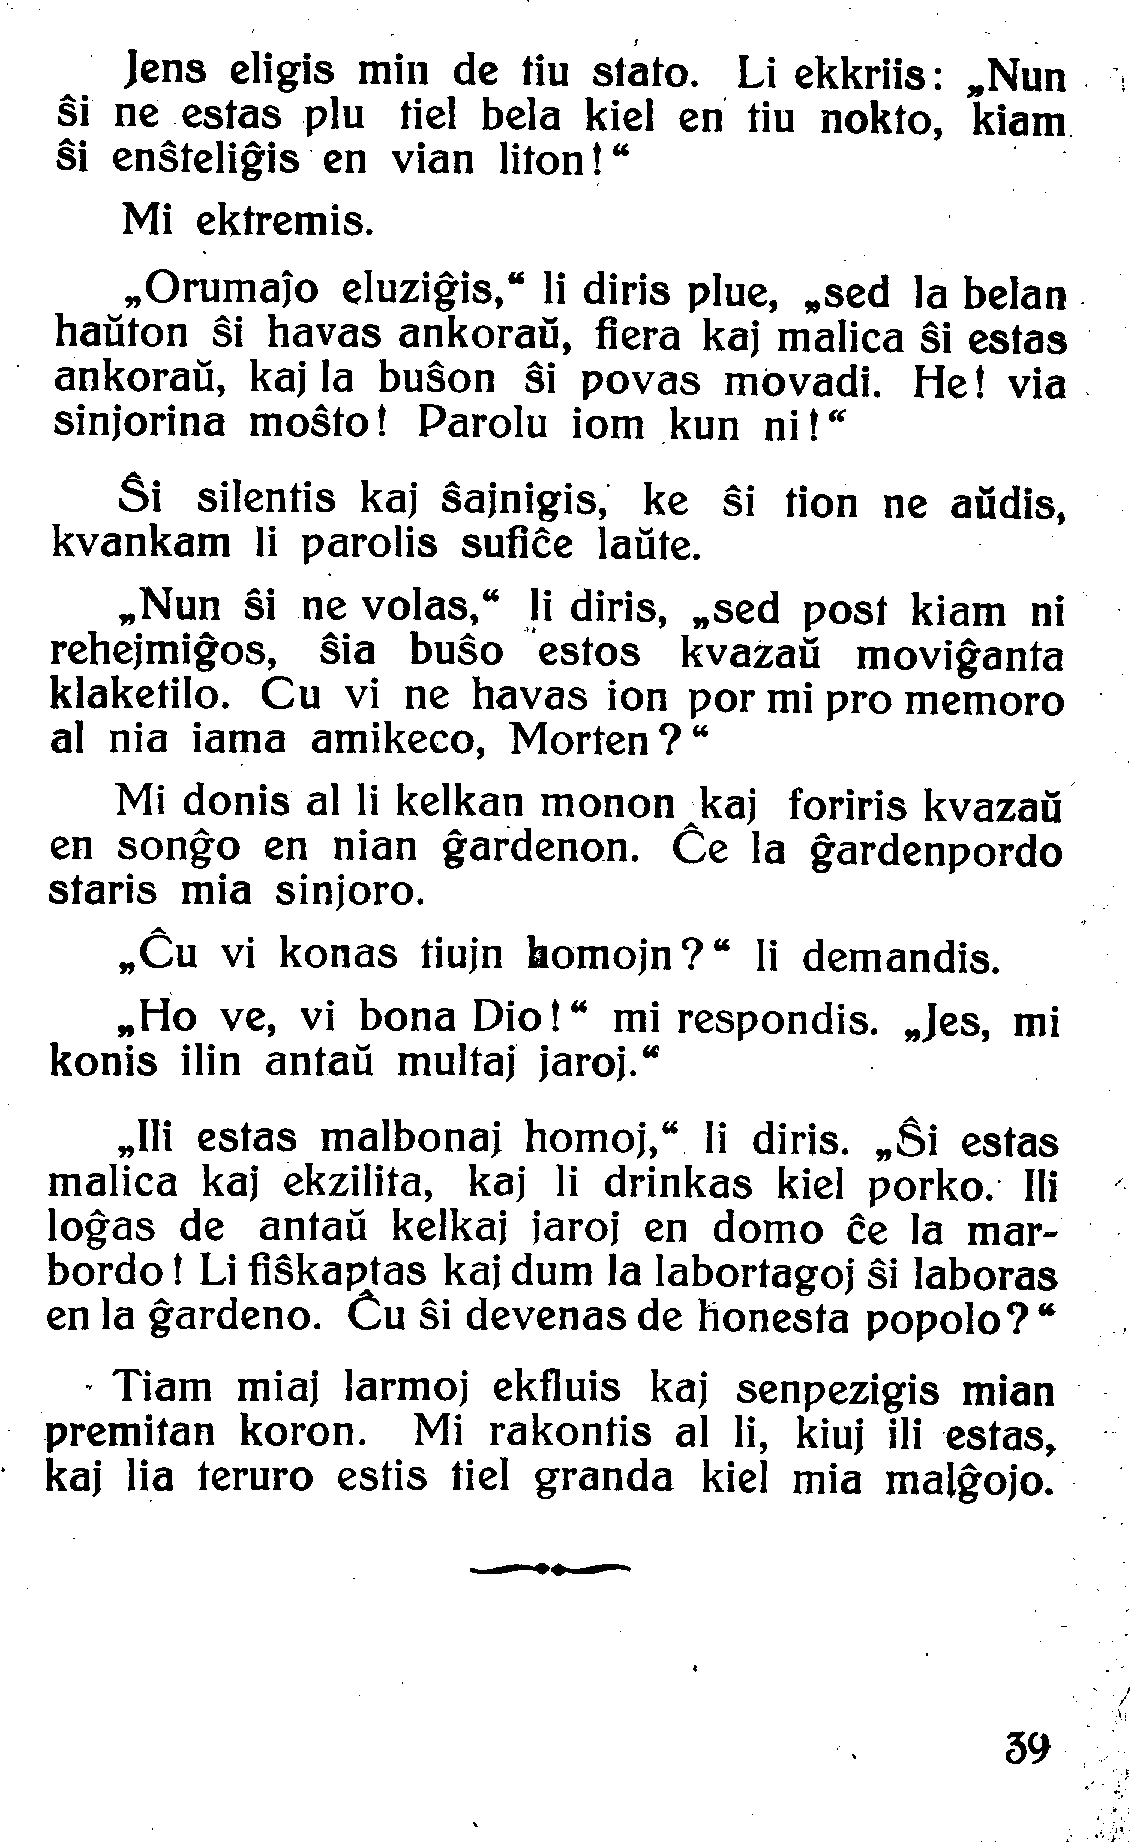 Jens eligis min de tiu stato. Li ekkriis: „Nun
ŝi ne estas plu tiel bela kiel en tiu nokto, kiam
ŝi enŝteliĝis en vian liton!“
Mi ektremis.
„Orumaĵo eluziĝis,“ li diris plue, „sed la belan
haŭton ŝi havas ankoraŭ, fiera kaj malica ŝi estas
ankoraŭ, kaj la buŝon ŝi povas movadi. He! via
sinjorina moŝto! Parolu iom kun ni!“
Ŝi silentis kaj ŝajnigis, ke ŝi tion ne aŭdis,
kvankam li parolis sufiĉe laŭte.
„Nun ŝi ne volas,“ li diris, „sed post kiam ni
rehejmiĝos, ŝia buŝo estos kvazaŭ moviĝanta
klaketilo. Cu vi ne havas ion por mi pro memoro
al nia iama amikeco, Morten?“
Mi donis al li kelkan monon kaj foriris kvazaŭ
en sonĝo en nian ĝardenon. Ĉe la ĝardenpordo
staris mia sinjoro.
„Ĉu vi konas tiujn homojn?“ li demandis.
„Ho ve, vi bona Dio!“ mi respondis. „Jes, mi
konis ilin antaŭ multaj jaroj.“
„Ili estas malbonaj homoj,“ li diris. „Ŝi estas
malica kaj ekzilita, kaj li drinkas kiel porko. Ili
loĝas de antaŭ kelkaj jaroj en domo ĉe la mar-
bordo! Li fiŝkaptas kaj dum la labortagoj ŝi laboras
en la ĝardeno. Ĉu ŝi devenas de honesta popolo?“
Tiam miaj larmoj ekfluis kaj senpezigis mian
premitan koron. Mi rakontis al li, kiuj ili estas,
kaj lia teruro estis tiel granda kiel mia malĝojo.
39